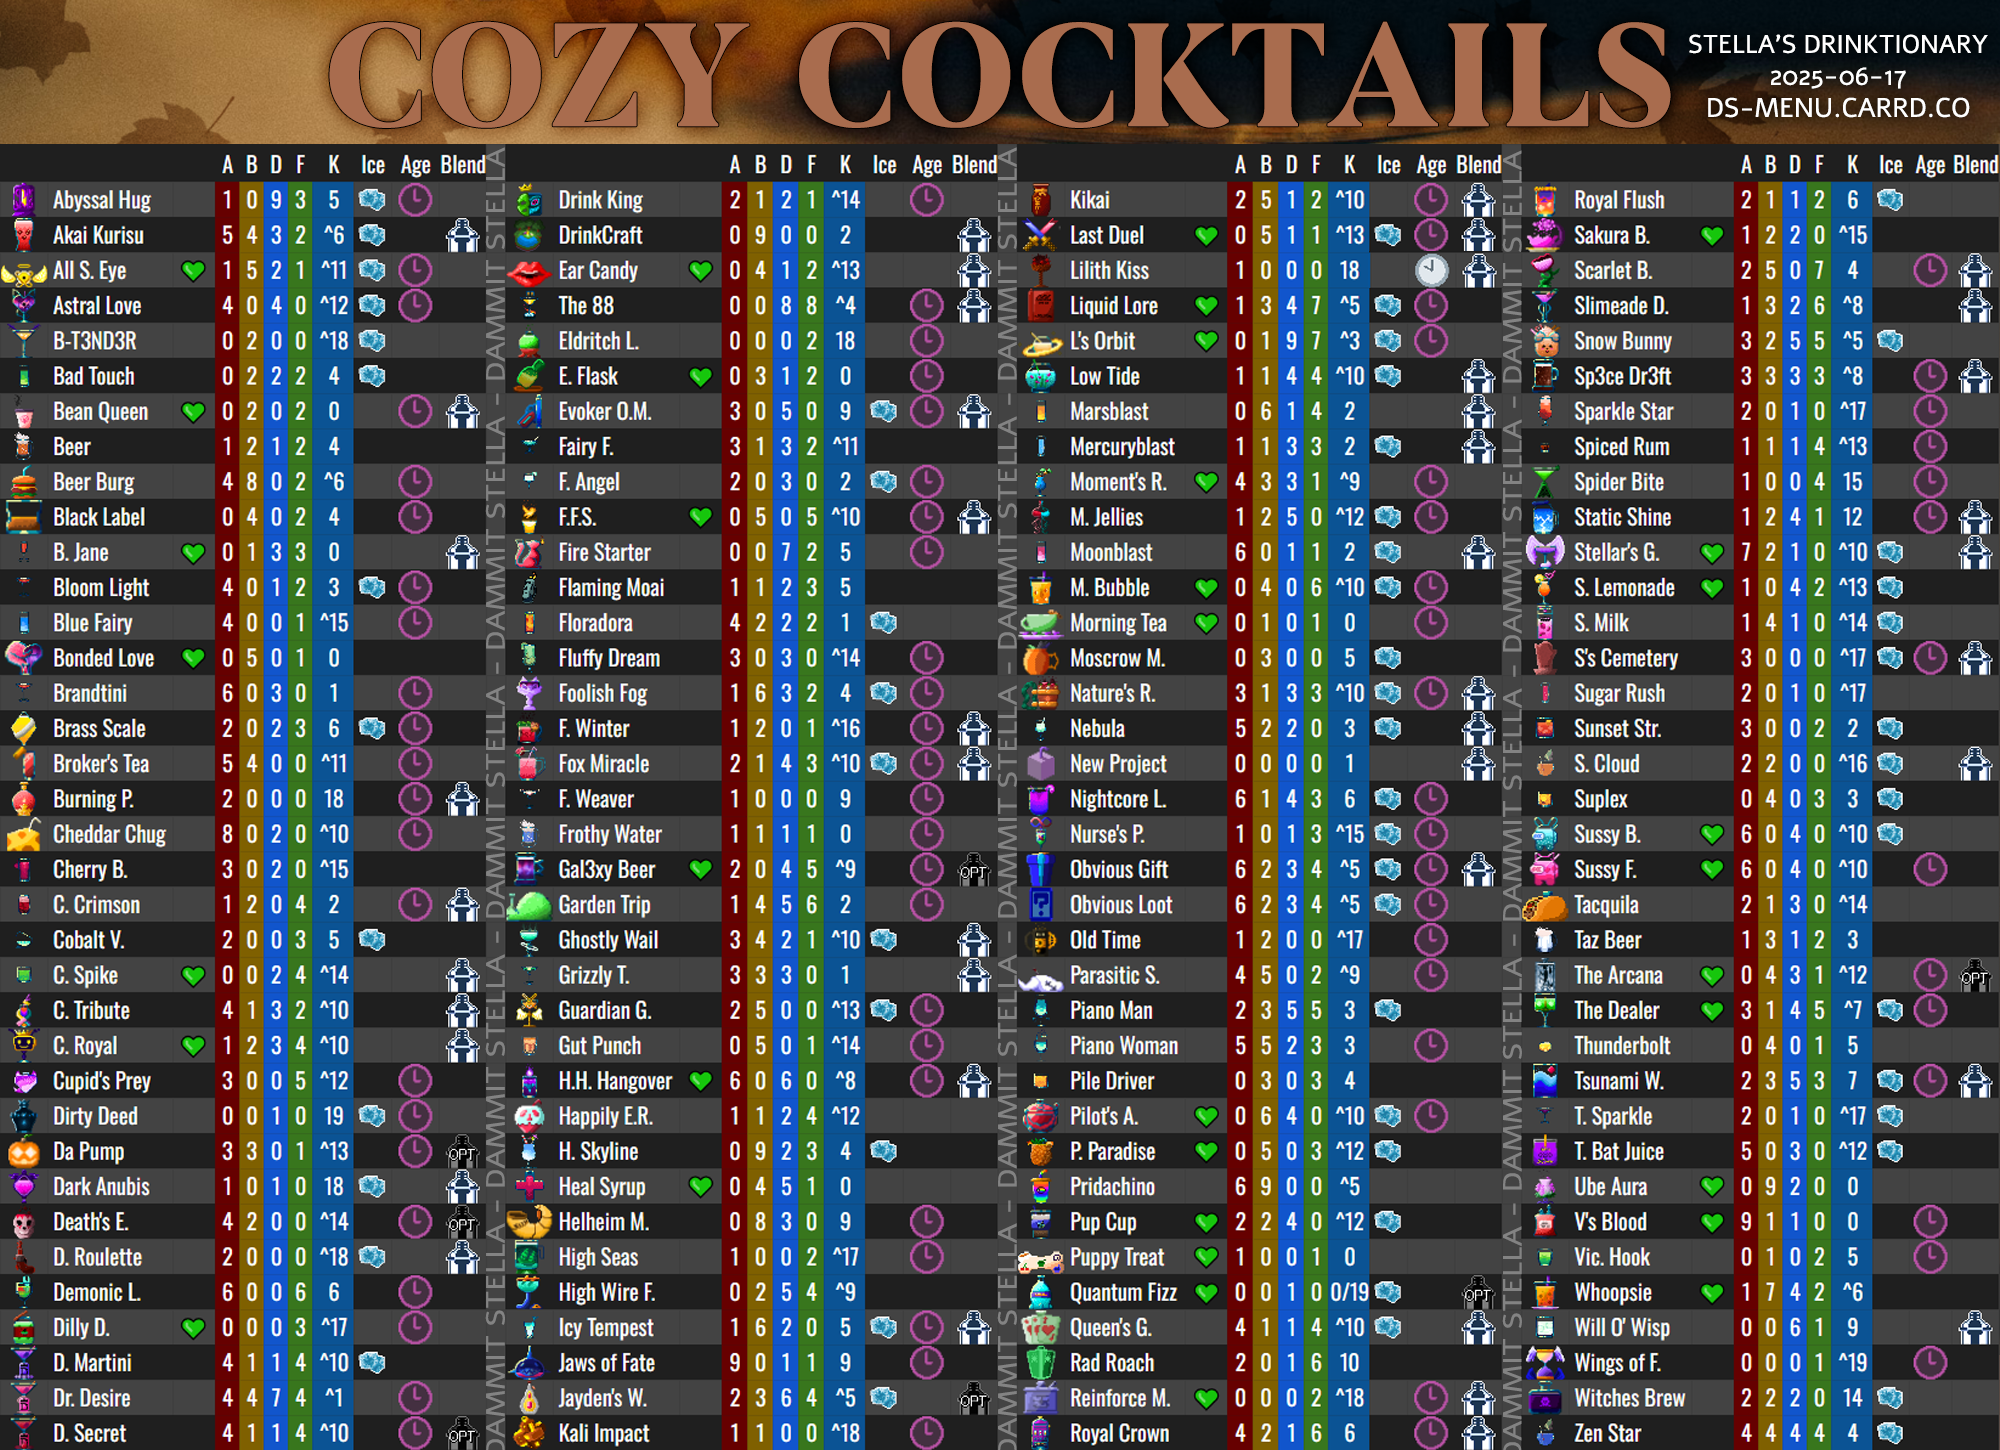 COZY COCKTAILS
STELLA'S DRINKTIONARY
2025-06-17
DS-MENU.CARRD.CO
A B D F K Ice Age Blend
Abyssal Hug 1 0 9 3 5
Akai Kurisu 5 4 3 2 ^6
All S. Eye 1 5 2 1 ^11
Astral Love 4 0 4 0 ^12
B-T3ND3R 0 2 0 0 ^18
Bad Touch 0 2 2 2 4
Bean Queen 0 2 0 2 0
Beer 1 2 1 2 4
Beer Burg 4 8 0 2 ^6
Black Label 0 4 0 2 4
B. Jane 0 1 3 3 0
Bloom Light 4 0 1 2 3
Blue Fairy 4 0 0 1 ^15
Bonded Love 0 5 0 1 0
Brandtini 6 0 3 0 1
Brass Scale 2 0 2 3 6
Broker's Tea 5 4 0 0 ^11
Burning P. 2 0 0 0 18
Cheddar Chug 8 0 2 0 ^10
Cherry B. 3 0 2 0 ^15
C. Crimson 1 2 0 4 2
Cobalt V. 2 0 0 3 5
C. Spike 0 0 2 4 ^14
C. Tribute 4 1 3 2 ^10
C. Royal 1 2 3 4 ^10
Cupid's Prey 3 0 0 5 ^12
Dirty Deed 0 0 1 0 19
Da Pump 3 3 0 1 ^13 OPT
Dark Anubis 1 0 1 0 18
Death's E. 4 2 0 0 ^14 OPT
D. Roulette 2 0 0 0 ^18
Demonic L. 6 0 0 6 6
Dilly D. 0 0 0 3 ^17
D. Martini 4 1 1 4 ^10
Dr. Desire 4 4 7 4 ^1
D. Secret 4 1 1 4 ^10 OPT
DAMMIT STELLA - DAMMIT STELLA - DAMMIT STELLA - DAMMIT STELLA - DAMMIT STELLA
A B D F K Ice Age Blend
Drink King 2 1 2 1 ^14
DrinkCraft 0 9 0 0 2
Ear Candy 0 4 1 2 ^13
The 88 0 0 8 8 ^4
Eldritch L. 0 0 0 2 18
E. Flask 0 3 1 2 0
Evoker O.M. 3 0 5 0 9
Fairy F. 3 1 3 2 ^11
F. Angel 2 0 3 0 2
F.F.S. 0 5 0 5 ^10
Fire Starter 0 0 7 2 5
Flaming Moai 1 1 2 3 5
Floradora 4 2 2 2 1
Fluffy Dream 3 0 3 0 ^14
Foolish Fog 1 6 3 2 4
F. Winter 1 2 0 1 ^16
Fox Miracle 2 1 4 3 ^10
F. Weaver 1 0 0 0 9
Frothy Water 1 1 1 1 0
Gal3xy Beer 2 0 4 5 ^9 OPT
Garden Trip 1 4 5 6 2
Ghostly Wail 3 4 2 1 ^10
Grizzly T. 3 3 3 0 1
Guardian G. 2 5 0 0 ^13
Gut Punch 0 5 0 1 ^14
H.H. Hangover 6 0 6 0 ^8
Happily E.R. 1 1 2 4 ^12
H. Skyline 0 9 2 3 4
Heal Syrup 0 4 5 1 0
Helheim M. 0 8 3 0 9
High Seas 1 0 0 2 ^17
High Wire F. 0 2 5 4 ^9
Icy Tempest 1 6 2 0 5
Jaws of Fate 9 0 1 1 9
Jayden's W. 2 3 6 4 ^5 OPT
Kali Impact 1 1 0 0 ^18
DAMMIT STELLA - DAMMIT STELLA - DAMMIT STELLA - DAMMIT STELLA - DAMMIT STELLA
A B D F K Ice Age Blend
Kikai 2 5 1 2 ^10
Last Duel 0 5 1 1 ^13
Lilith Kiss 1 0 0 0 18
Liquid Lore 1 3 4 7 ^5
L's Orbit 0 1 9 7 ^3
Low Tide 1 1 4 4 ^10
Marsblast 0 6 1 4 2
Mercuryblast 1 1 3 3 2
Moment's R. 4 3 3 1 ^9
M. Jellies 1 2 5 0 ^12
Moonblast 6 0 1 1 2
M. Bubble 0 4 0 6 ^10
Morning Tea 0 1 0 1 0
Moscrow M. 0 3 0 0 5
Nature's R. 3 1 3 3 ^10
Nebula 5 2 2 0 3
New Project 0 0 0 0 1
Nightcore L. 6 1 4 3 6
Nurse's P. 1 0 1 3 ^15
Obvious Gift 6 2 3 4 ^5
Obvious Loot 6 2 3 4 ^5
Old Time 1 2 0 0 ^17
Parasitic S. 4 5 0 2 ^9
Piano Man 2 3 5 5 3
Piano Woman 5 5 2 3 3
Pile Driver 0 3 0 3 4
Pilot's A. 0 6 4 0 ^10
P. Paradise 0 5 0 3 ^12
Pridachino 6 9 0 0 ^5
Pup Cup 2 2 4 0 ^12
Puppy Treat 1 0 0 1 0
Quantum Fizz 0 0 1 0 0/19 OPT
Queen's G. 4 1 1 4 ^10
Rad Roach 2 0 1 6 10
Reinforce M. 0 0 0 2 ^18
Royal Crown 4 2 1 6 6
DAMMIT STELLA - DAMMIT STELLA - DAMMIT STELLA - DAMMIT STELLA - DAMMIT STELLA
A B D F K Ice Age Blend
Royal Flush 2 1 1 2 6
Sakura B. 1 2 2 0 ^15
Scarlet B. 2 5 0 7 4
Slimeade D. 1 3 2 6 ^8
Snow Bunny 3 2 5 5 ^5
Sp3ce Dr3ft 3 3 3 3 ^8
Sparkle Star 2 0 1 0 ^17
Spiced Rum 1 1 1 4 ^13
Spider Bite 1 0 0 4 15
Static Shine 1 2 4 1 12
Stellar's G. 7 2 1 0 ^10
S. Lemonade 1 0 4 2 ^13
S. Milk 1 4 1 0 ^14
S's Cemetery 3 0 0 0 ^17
Sugar Rush 2 0 1 0 ^17
Sunset Str. 3 0 0 2 2
S. Cloud 2 2 0 0 ^16
Suplex 0 4 0 3 3
Sussy B. 6 0 4 0 ^10
Sussy F. 6 0 4 0 ^10
Tacquila 2 1 3 0 ^14
Taz Beer 1 3 1 2 3
The Arcana 0 4 3 1 ^12 OPT
The Dealer 3 1 4 5 ^7
Thunderbolt 0 4 0 1 5
Tsunami W. 2 3 5 3 7
T. Sparkle 2 0 1 0 ^17
T. Bat Juice 5 0 3 0 ^12
Ube Aura 0 9 2 0 0
V's Blood 9 1 1 0 0
Vic. Hook 0 1 0 2 5
Whoopsie 1 7 4 2 ^6
Will O' Wisp 0 0 6 1 9
Wings of F. 0 0 0 1 ^19
Witches Brew 2 2 2 0 14
Zen Star 4 4 4 4 4